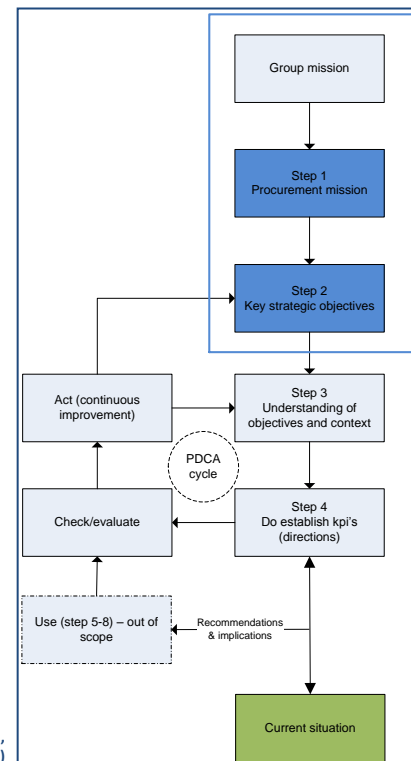 Group mission
Step 1
Procurement mission
Step 2
Key strategic objectives
Act (continuous
improvement)
Step 3
Understanding of
objectives and context
PDCA
cycle
Check/evaluate
Step 4
Do establish kpi's
(directions)
Use (step 5-8) – out of
scope
Recommendations
& implications
Current situation
,
)